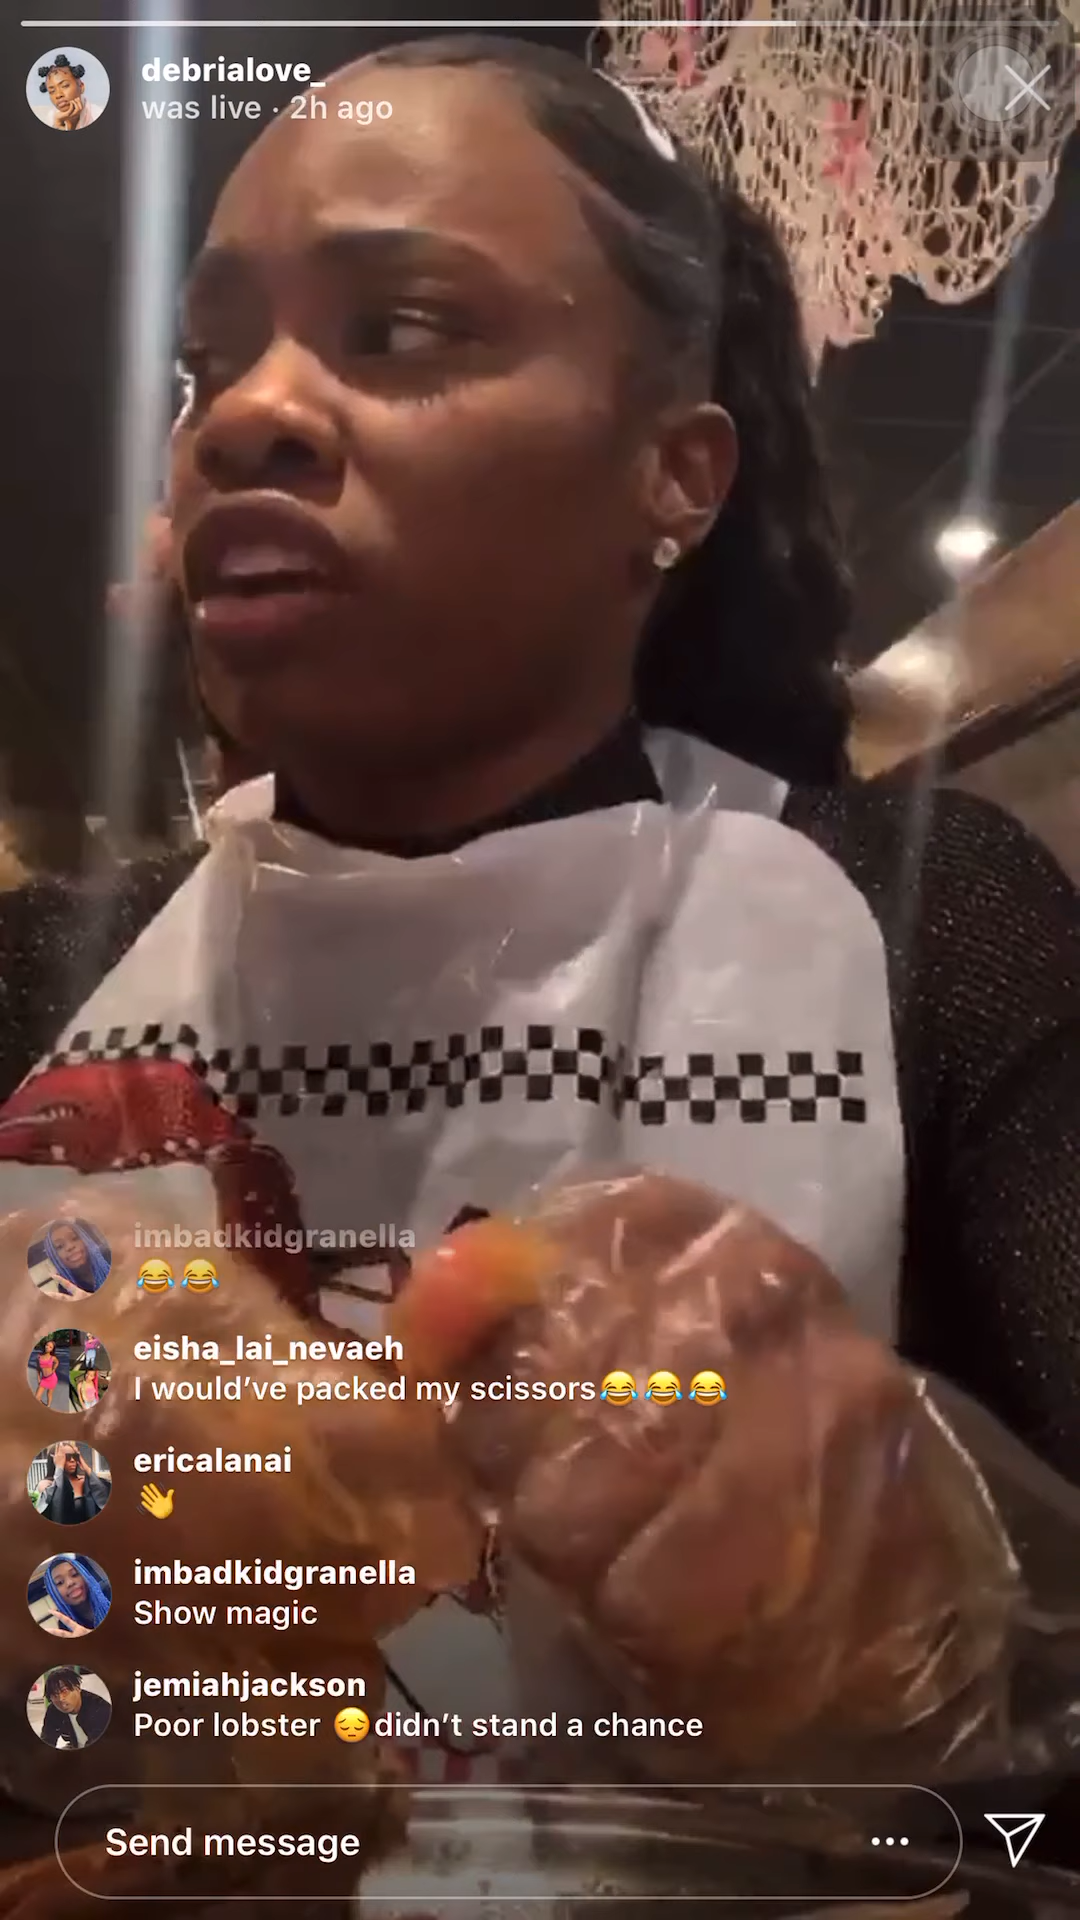 debrialove_
was live · 2h ago
imbadkidgranella
😂😂
eisha_lai_nevaeh
I would’ve packed my scissors😂😂😂
ericalanai
👋
imbadkidgranella
Show magic
jemiahjackson
Poor lobster 😔didn’t stand a chance
Send message